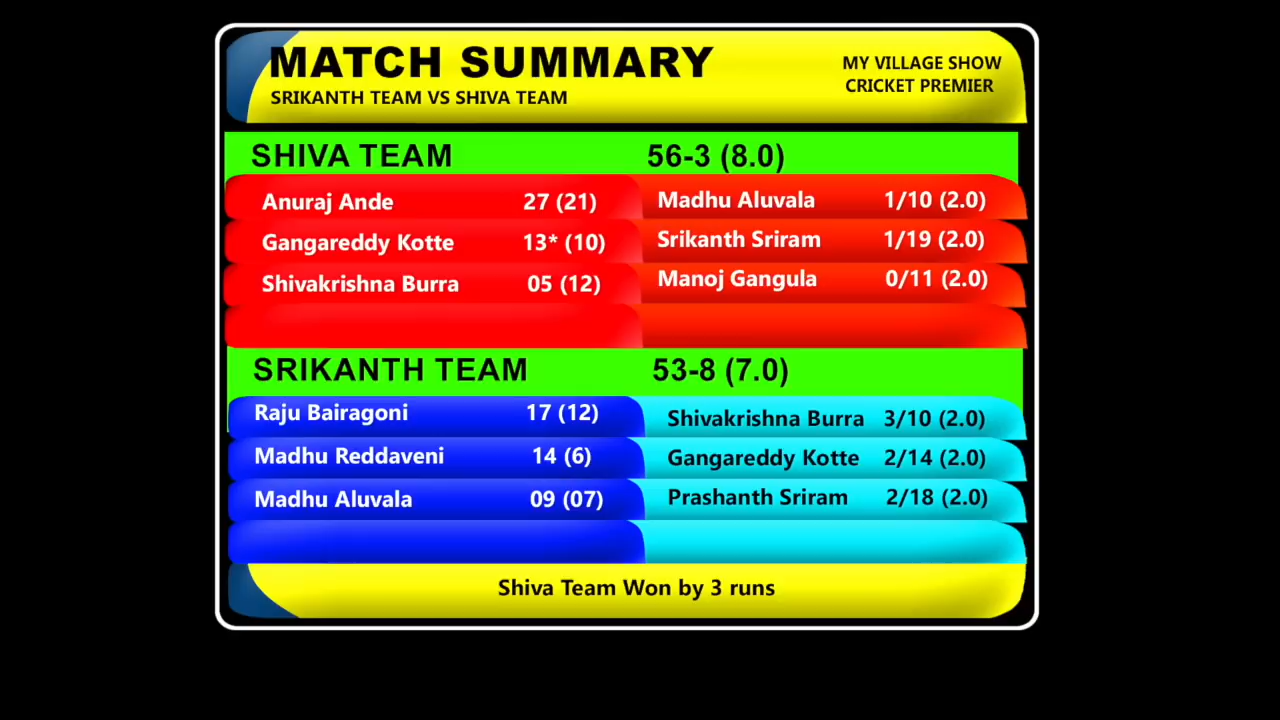 MATCH SUMMARY
SRIKANTH TEAM VS SHIVA TEAM
MY VILLAGE SHOW
CRICKET PREMIER
SHIVA TEAM 56-3 (8.0)
Anuraj Ande 27 (21) Madhu Aluvala 1/10 (2.0)
Gangareddy Kotte 13* (10) Srikanth Sriram 1/19 (2.0)
Shivakrishna Burra 05 (12) Manoj Gangula 0/11 (2.0)
SRIKANTH TEAM 53-8 (7.0)
Raju Bairagoni 17 (12) Shivakrishna Burra 3/10 (2.0)
Madhu Reddaveni 14 (6) Gangareddy Kotte 2/14 (2.0)
Madhu Aluvala 09 (07) Prashanth Sriram 2/18 (2.0)
Shiva Team Won by 3 runs